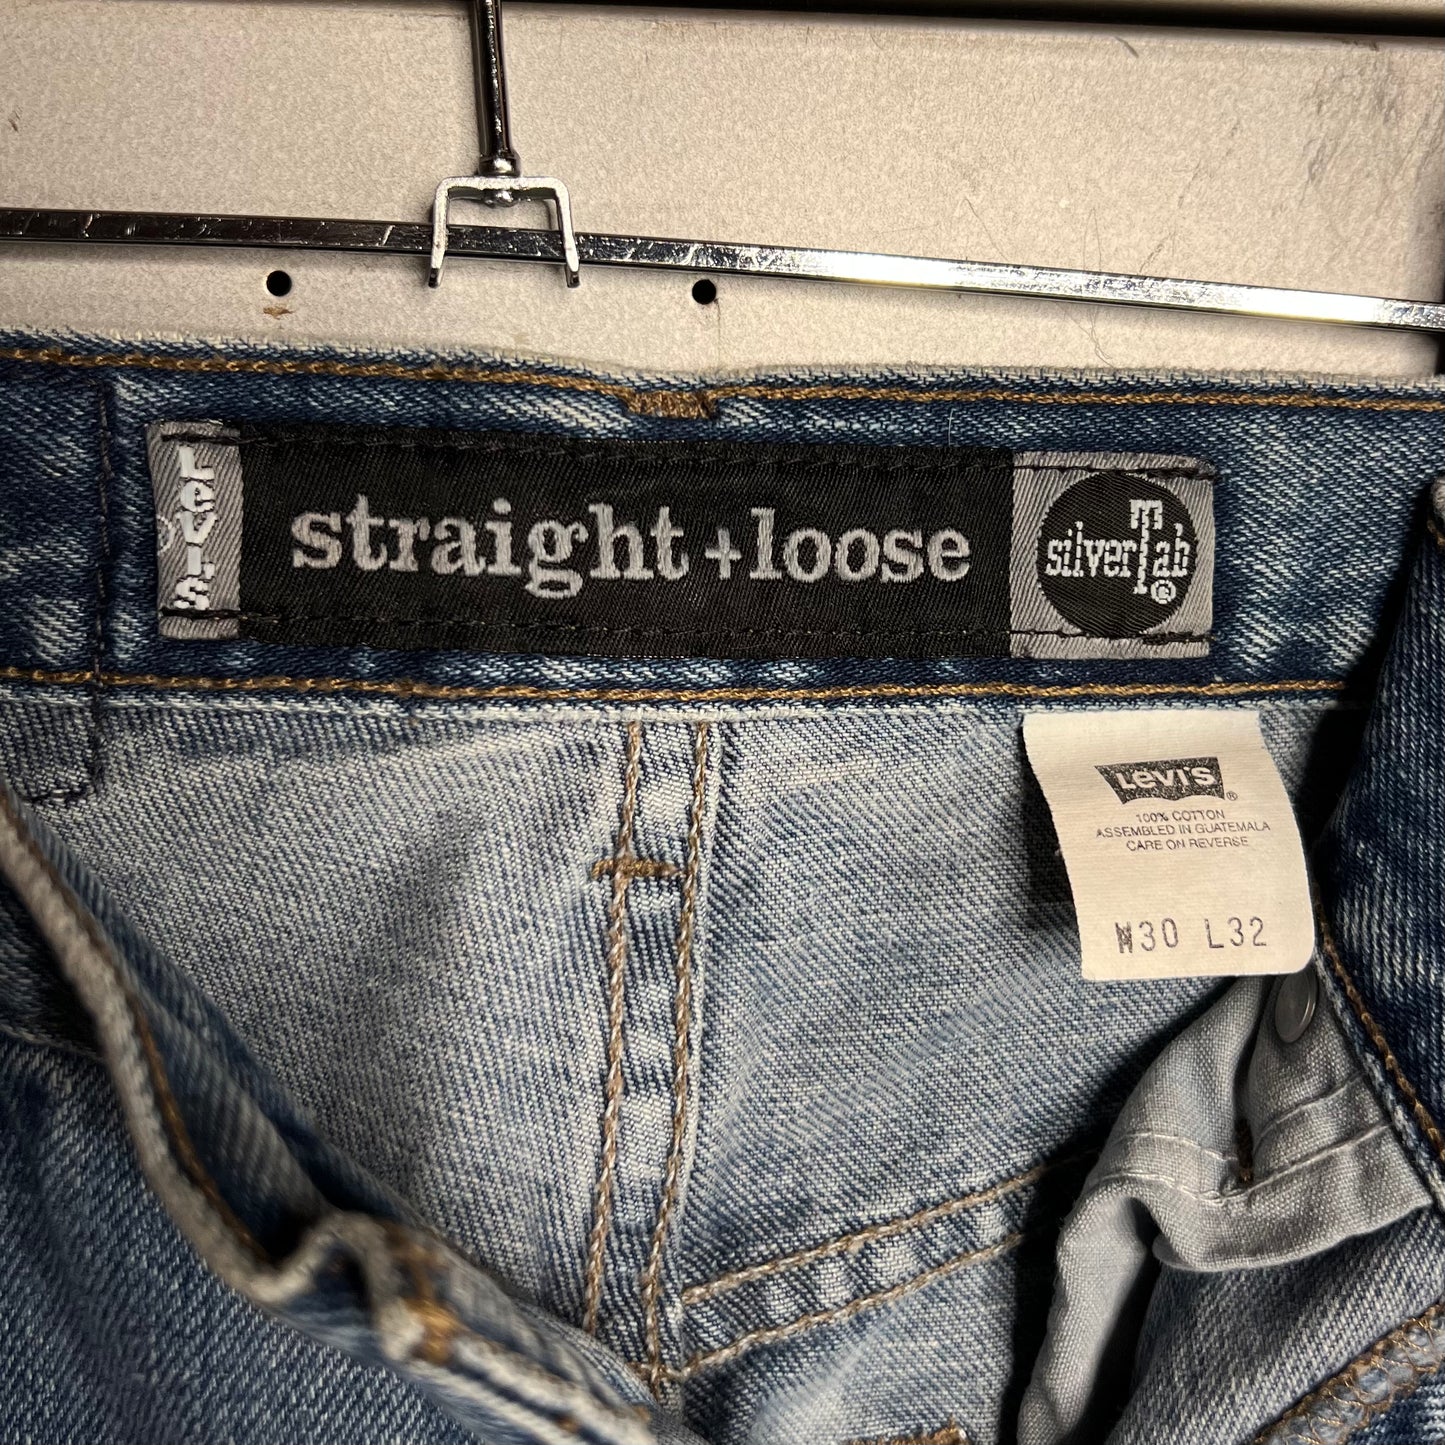 Levi's
straight + loose
silverTab ®
Levi's ®
100% COTTON
ASSEMBLED IN GUATEMALA
CARE ON REVERSE
W30 L32